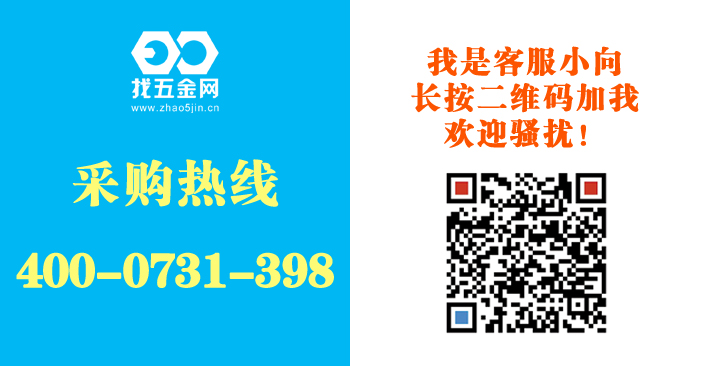 找五金网
www.zhao5jin.cn
采购热线
400-0731-398
我是客服小向
长按二维码加我
欢迎骚扰！